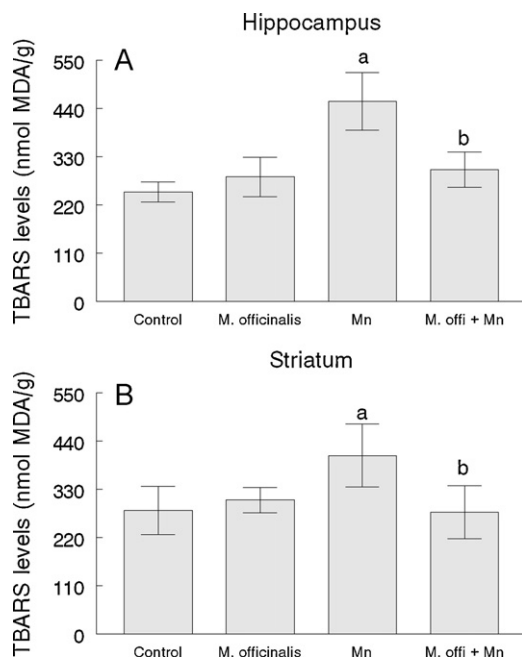 Hippocampus
A
TBARS levels (nmol MDA/g)
550
440
330
220
110
0
a
b
Control M. officinalis Mn M. offi + Mn
Striatum
B
TBARS levels (nmol MDA/g)
550
440
330
220
110
0
a
b
Control M. officinalis Mn M. offi + Mn